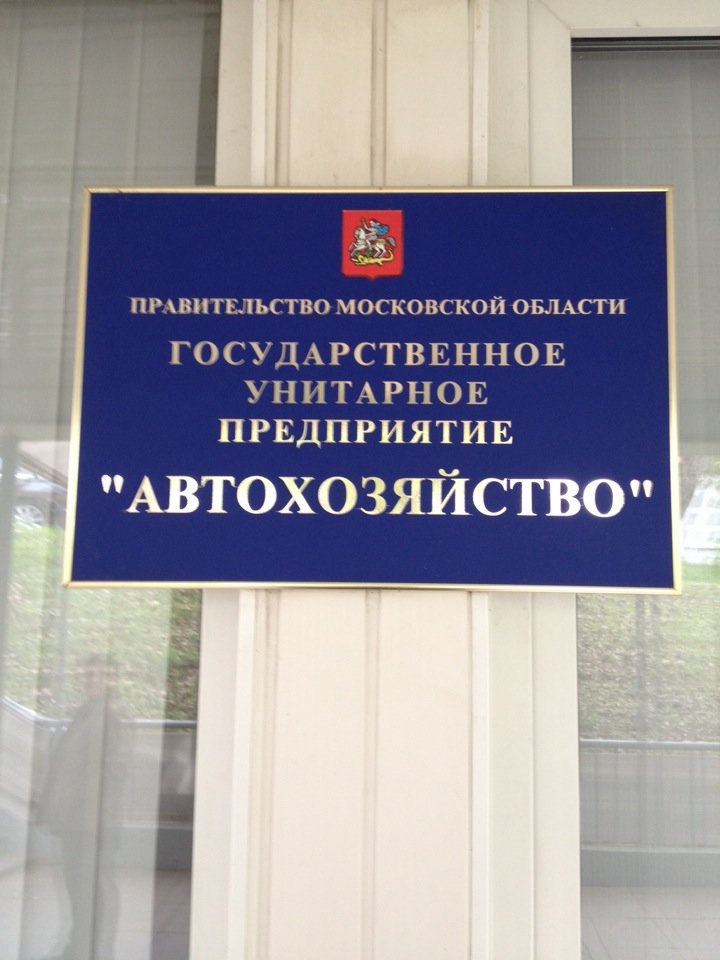 ПРАВИТЕЛЬСТВО МОСКОВСКОЙ ОБЛАСТИ
ГОСУДАРСТВЕННОЕ
УНИТАРНОЕ
ПРЕДПРИЯТИЕ
"АВТОХОЗЯЙСТВО"